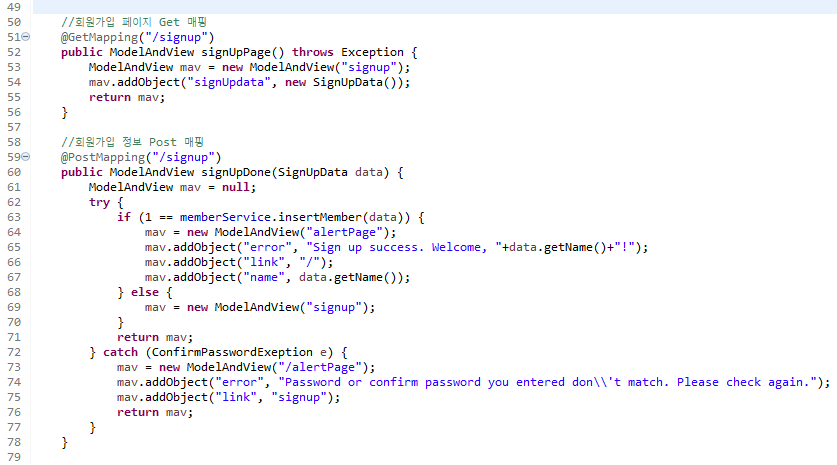 49
50 //회원가입 페이지 Get 매핑
51 @GetMapping("/signup")
52 public ModelAndView signUpPage() throws Exception {
53 ModelAndView mav = new ModelAndView("signup");
54 mav.addObject("signUpdata", new SignUpData());
55 return mav;
56 }
57
58 //회원가입 정보 Post 매핑
59 @PostMapping("/signup")
60 public ModelAndView signUpDone(SignUpData data) {
61 ModelAndView mav = null;
62 try {
63 if (1 == memberService.insertMember(data)) {
64 mav = new ModelAndView("alertPage");
65 mav.addObject("error", "Sign up success. Welcome, "+data.getName()+"!");
66 mav.addObject("link", "/");
67 mav.addObject("name", data.getName());
68 } else {
69 mav = new ModelAndView("signup");
70 }
71 return mav;
72 } catch (ConfirmPasswordExeption e) {
73 mav = new ModelAndView("/alertPage");
74 mav.addObject("error", "Password or confirm password you entered don\\'t match. Please check again.");
75 mav.addObject("link", "signup");
76 return mav;
77 }
78 }
79